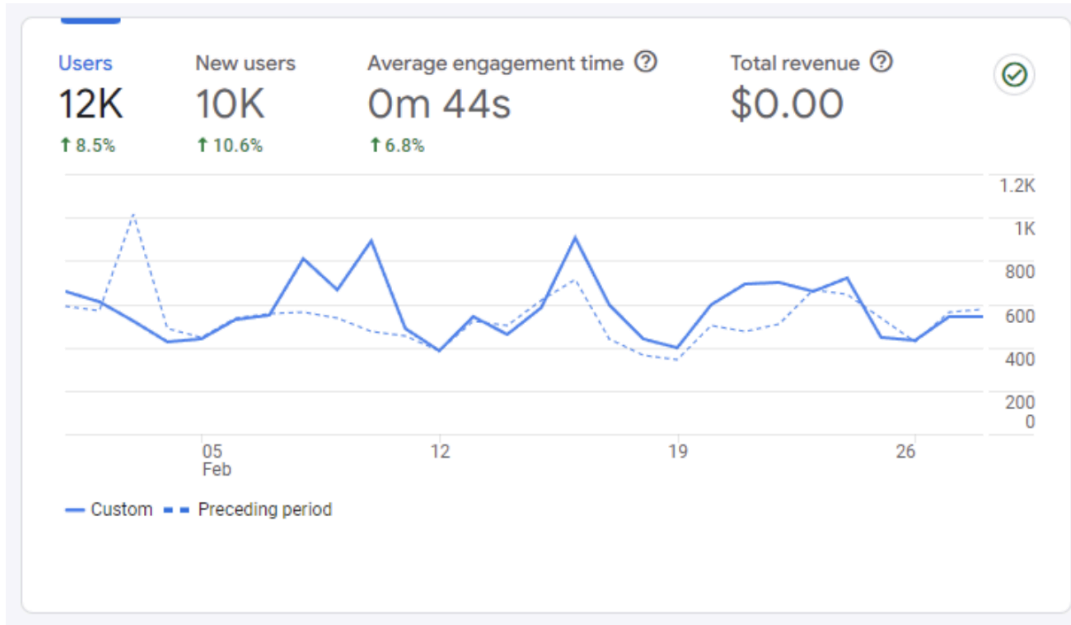 Users New users Average engagement time Total revenue
12K 10K 0m 44s $0.00
↑ 8.5% ↑ 10.6% ↑ 6.8%
1.2K
1K
800
600
400
200
0
05 12 19 26
Feb
Custom Preceding period